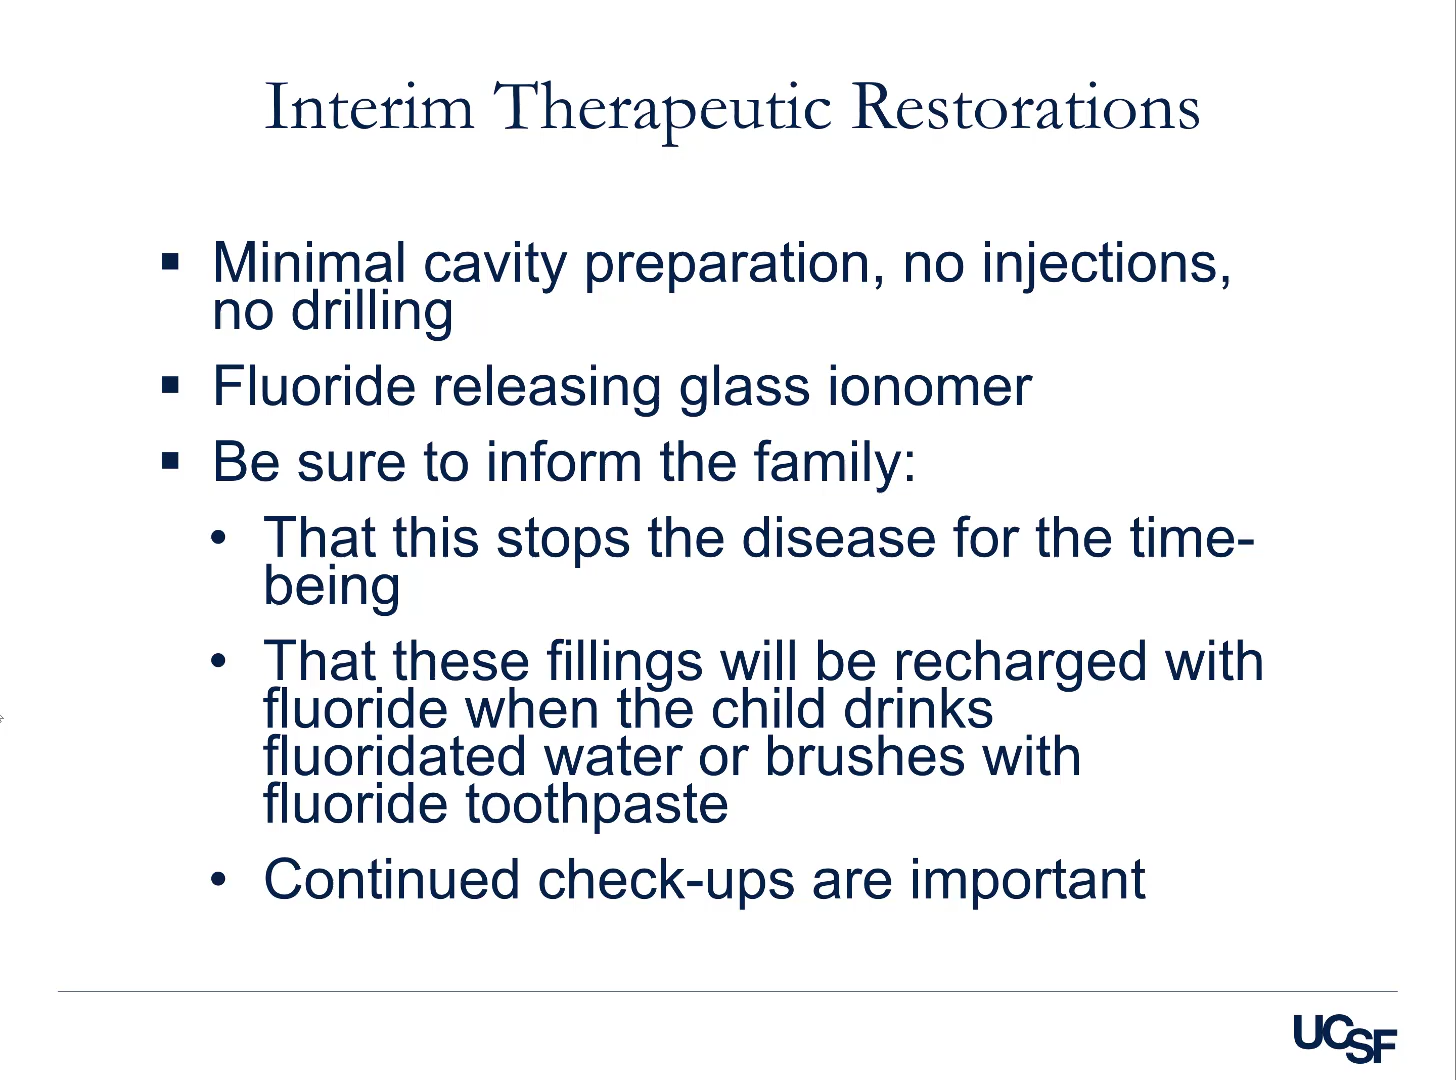 Interim Therapeutic Restorations
▪ Minimal cavity preparation, no injections,
no drilling
▪ Fluoride releasing glass ionomer
▪ Be sure to inform the family:
• That this stops the disease for the time-
being
• That these fillings will be recharged with
fluoride when the child drinks
fluoridated water or brushes with
fluoride toothpaste
• Continued check-ups are important
UCSF